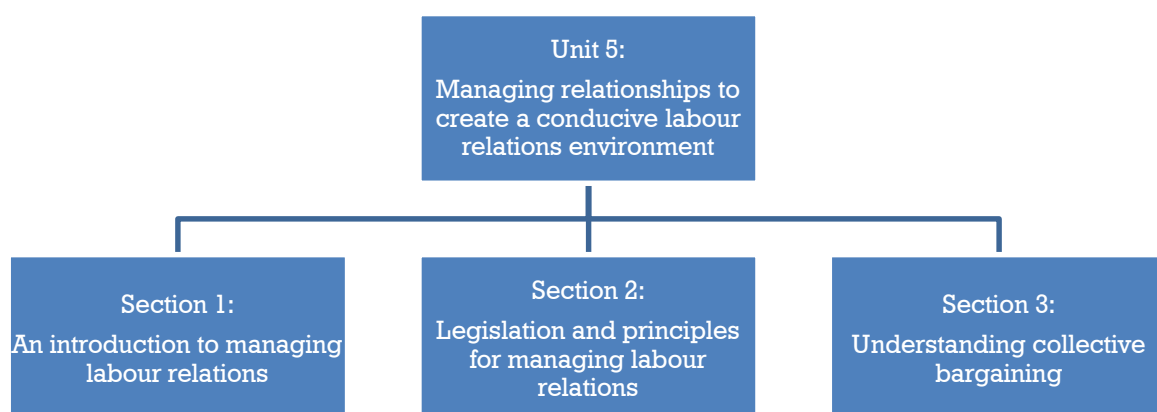 Unit 5:
Managing relationships to
create a conducive labour
relations environment
Section 1:
An introduction to managing
labour relations
Section 2:
Legislation and principles
for managing labour
relations
Section 3:
Understanding collective
bargaining